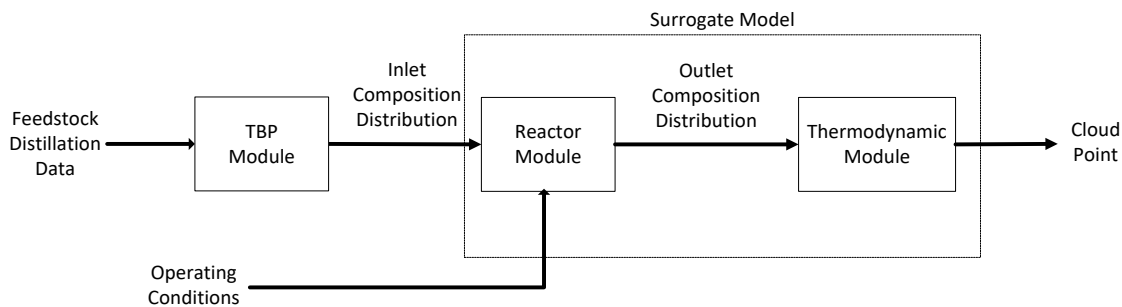 Surrogate Model
Feedstock
Distillation
Data
TBP
Module
Inlet
Composition
Distribution
Reactor
Module
Outlet
Composition
Distribution
Thermodynamic
Module
Cloud
Point
Operating
Conditions